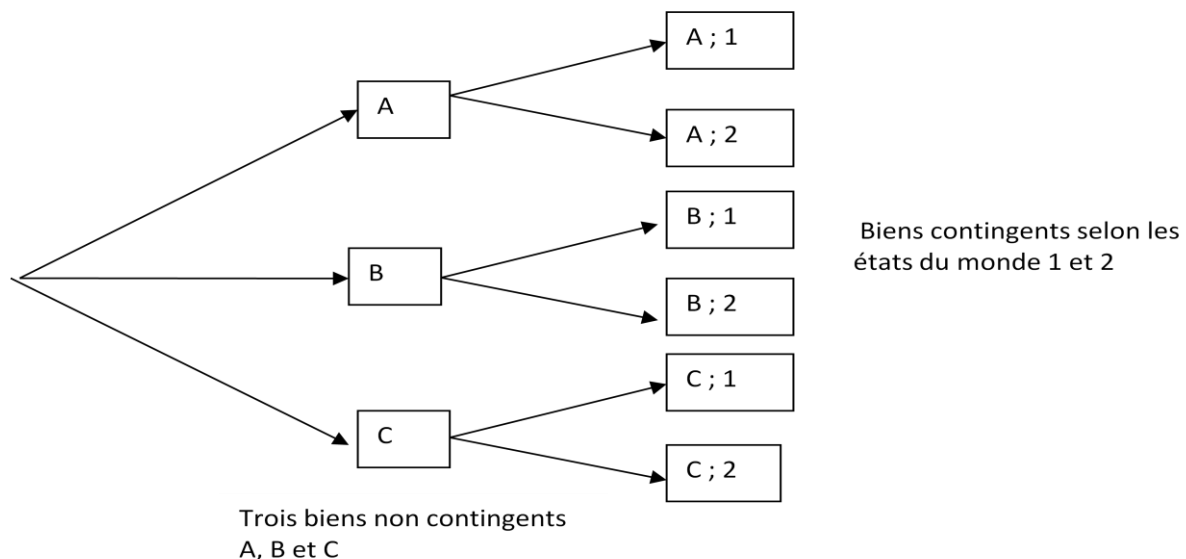 A ; 1
A
A ; 2
B ; 1
B
B ; 2
Biens contingents selon les
états du monde 1 et 2
C ; 1
C
C ; 2
Trois biens non contingents
A, B et C